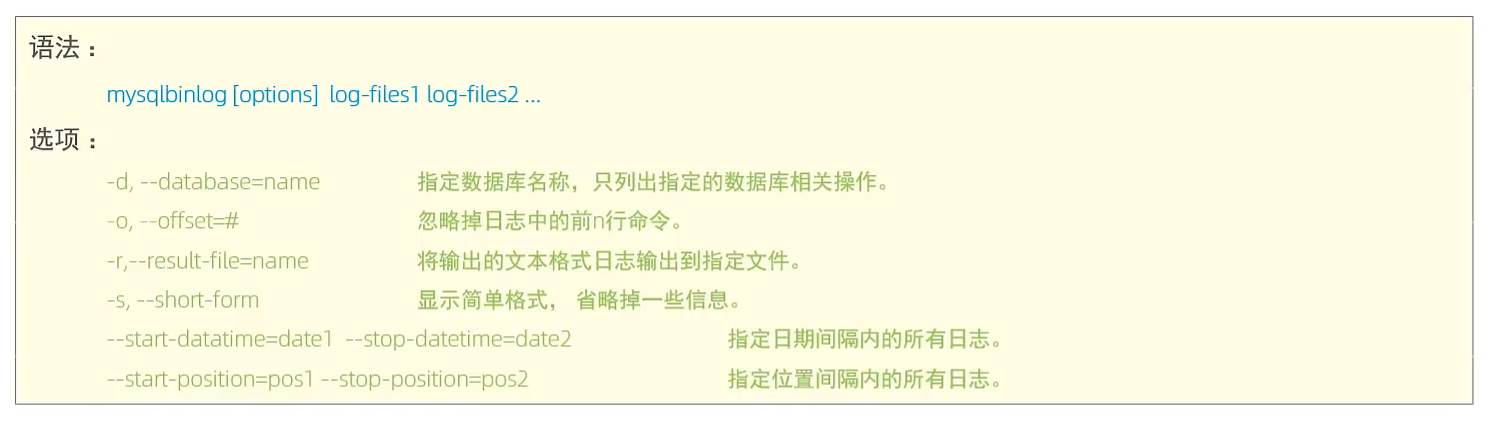 语法：
mysqlbinlog [options]  log-files1 log-files2 ...
选项：
-d, --database=name 指定数据库名称，只列出指定的数据库相关操作。
-o, --offset=# 忽略掉日志中的前n行命令。
-r,--result-file=name 将输出的文本格式日志输出到指定文件。
-s, --short-form 显示简单格式， 省略掉一些信息。
--start-datatime=date1  --stop-datetime=date2 指定日期间隔内的所有日志。
--start-position=pos1 --stop-position=pos2 指定位置间隔内的所有日志。